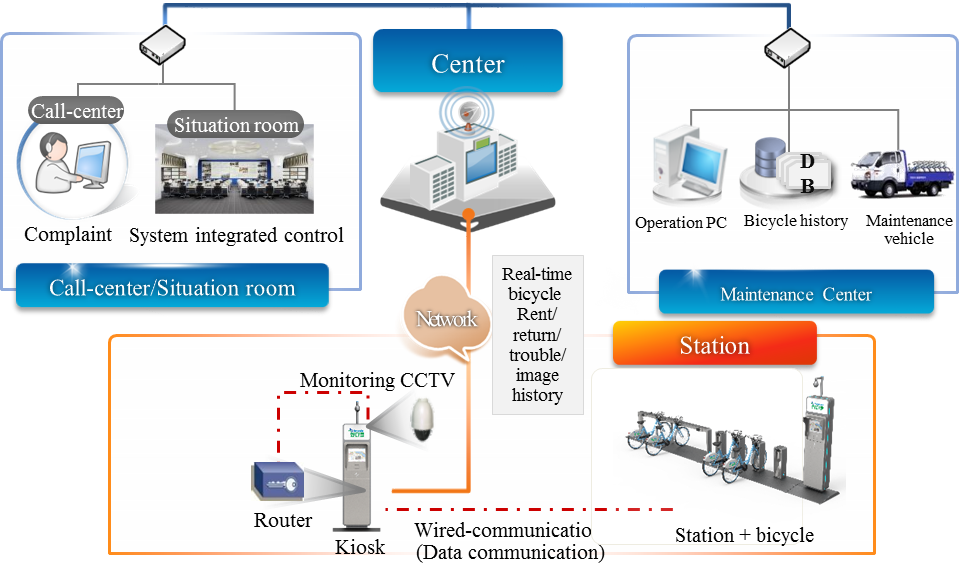 Center
Call-center
Situation room
Complaint
System integrated control
Call-center/Situation room
D
B
Operation PC
Bicycle history
Maintenance
vehicle
Maintenance Center
Network
Real-time
bicycle
Rent/
return/
trouble/
image
history
Station
Monitoring CCTV
Router
Kiosk
Wired-communicatio
(Data communication)
Station + bicycle